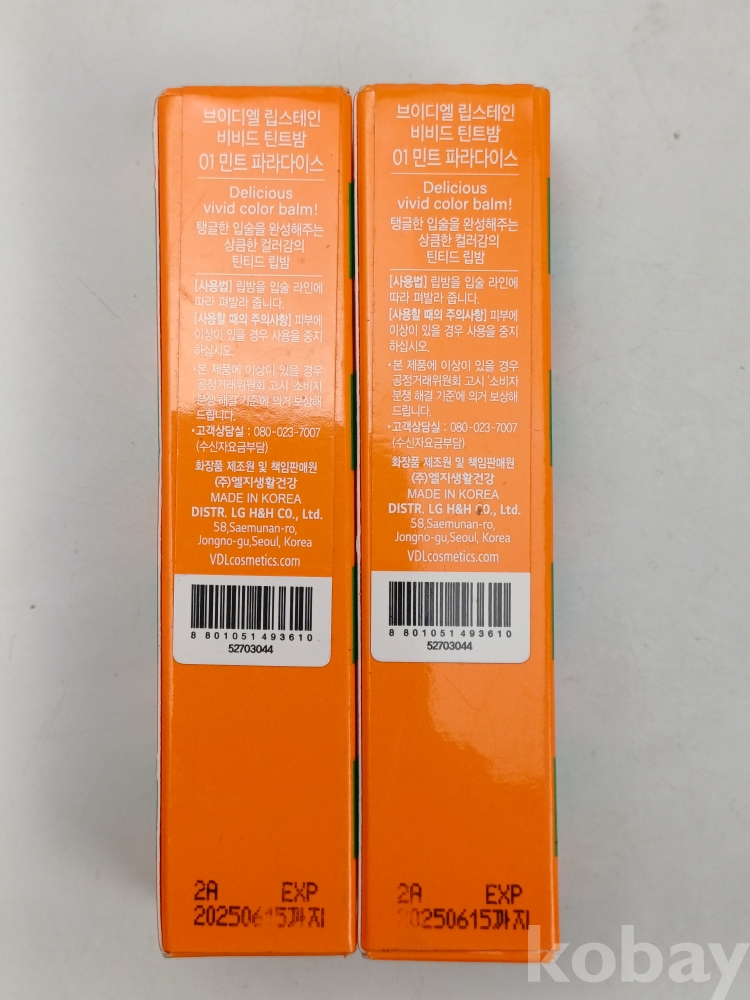 브이디엘 립스테인
비비드 틴트밤
01 민트 파라다이스
Delicious
vivid color balm!
탱글한 입술을 완성해주는
상큼한 컬러감의
틴티드 립밤
[사용법] 립밤을 입술 라인에
따라 펴발라 줍니다.
[사용할 때의 주의사항] 피부에
이상이 있을 경우 사용을 중지
하십시오.
•본 제품에 이상이 있을 경우
공정거래위원회 고시 '소비자
분쟁 해결 기준'에 의거 보상해
드립니다.
•고객상담실 : 080-023-7007
(수신자요금부담)
화장품 제조원 및 책임판매원
(주)엘지생활건강
MADE IN KOREA
DISTR. LG H&H CO., Ltd.
58,Saemunan-ro,
Jongno-gu,Seoul, Korea
VDLcosmetics.com
8 801051 493610
52703044
2A EXP
20250615까지
브이디엘 립스테인
비비드 틴트밤
01 민트 파라다이스
Delicious
vivid color balm!
탱글한 입술을 완성해주는
상큼한 컬러감의
틴티드 립밤
[사용법] 립밤을 입술 라인에
따라 펴발라 줍니다.
[사용할 때의 주의사항] 피부에
이상이 있을 경우 사용을 중지
하십시오.
•본 제품에 이상이 있을 경우
공정거래위원회 고시 '소비자
분쟁 해결 기준'에 의거 보상해
드립니다.
•고객상담실 : 080-023-7007
(수신자요금부담)
화장품 제조원 및 책임판매원
(주)엘지생활건강
MADE IN KOREA
DISTR. LG H&H CO., Ltd.
58,Saemunan-ro,
Jongno-gu,Seoul, Korea
VDLcosmetics.com
8 801051 493610
52703044
2A EXP
20250615까지
kobay